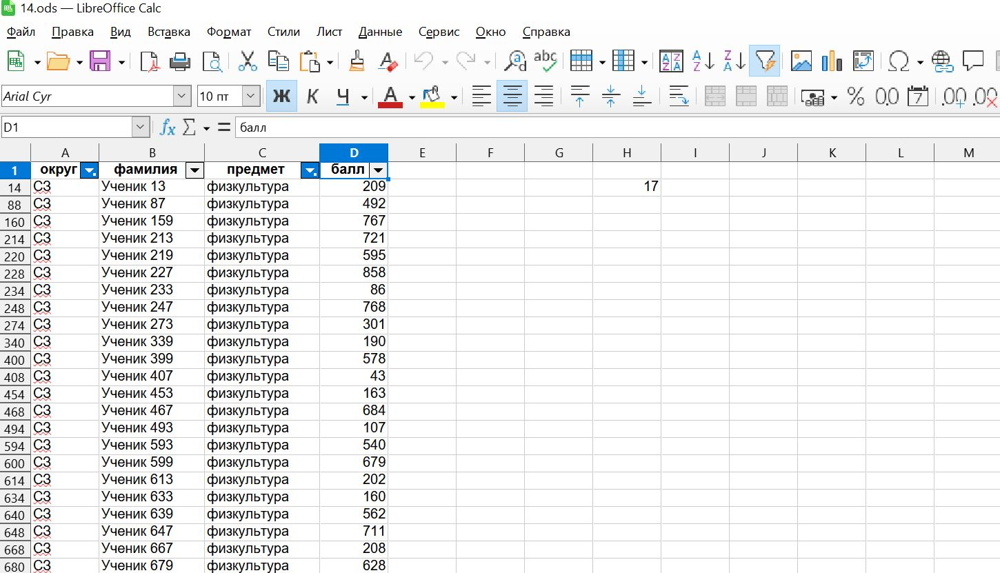 14.ods — LibreOffice Calc
Файл Правка Вид Вставка Формат Стили Лист Данные Сервис Окно Справка
Arial Cyr 10 пт Ж К Ч А % 0.0 7 .00 .00
D1 fx Σ = балл
A B C D E F G H I J K L M
1 округ фамилия предмет балл
14 СЗ Ученик 13 физкультура 209 17
88 СЗ Ученик 87 физкультура 492
160 СЗ Ученик 159 физкультура 767
214 СЗ Ученик 213 физкультура 721
220 СЗ Ученик 219 физкультура 595
228 СЗ Ученик 227 физкультура 858
234 СЗ Ученик 233 физкультура 86
248 СЗ Ученик 247 физкультура 768
274 СЗ Ученик 273 физкультура 301
340 СЗ Ученик 339 физкультура 190
400 СЗ Ученик 399 физкультура 578
408 СЗ Ученик 407 физкультура 43
454 СЗ Ученик 453 физкультура 163
468 СЗ Ученик 467 физкультура 684
494 СЗ Ученик 493 физкультура 107
594 СЗ Ученик 593 физкультура 540
600 СЗ Ученик 599 физкультура 679
614 СЗ Ученик 613 физкультура 202
634 СЗ Ученик 633 физкультура 160
640 СЗ Ученик 639 физкультура 562
648 СЗ Ученик 647 физкультура 711
668 СЗ Ученик 667 физкультура 208
680 СЗ Ученик 679 физкультура 628